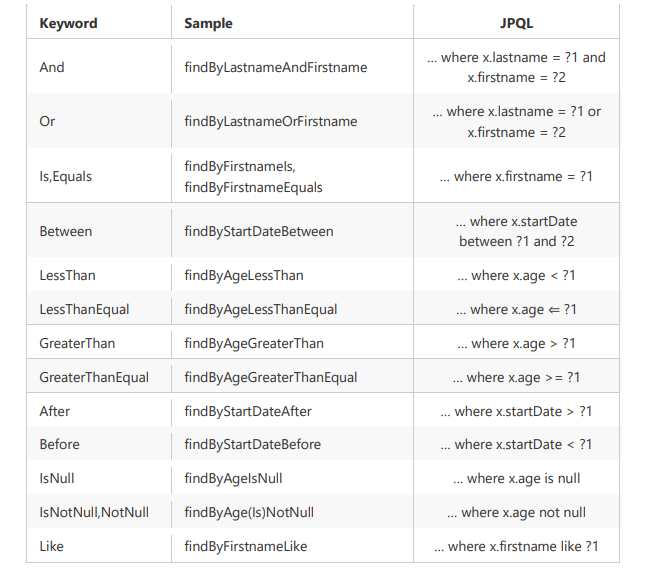 Keyword Sample JPQL
And findByLastnameAndFirstname … where x.lastname = ?1 and
x.firstname = ?2
Or findByLastnameOrFirstname … where x.lastname = ?1 or
x.firstname = ?2
Is,Equals findByFirstnameIs,
findByFirstnameEquals … where x.firstname = ?1
Between findByStartDateBetween … where x.startDate
between ?1 and ?2
LessThan findByAgeLessThan … where x.age < ?1
LessThanEqual findByAgeLessThanEqual … where x.age ⇐ ?1
GreaterThan findByAgeGreaterThan … where x.age > ?1
GreaterThanEqual findByAgeGreaterThanEqual … where x.age >= ?1
After findByStartDateAfter … where x.startDate > ?1
Before findByStartDateBefore … where x.startDate < ?1
IsNull findByAgeIsNull … where x.age is null
IsNotNull,NotNull findByAge(Is)NotNull … where x.age not null
Like findByFirstnameLike … where x.firstname like ?1